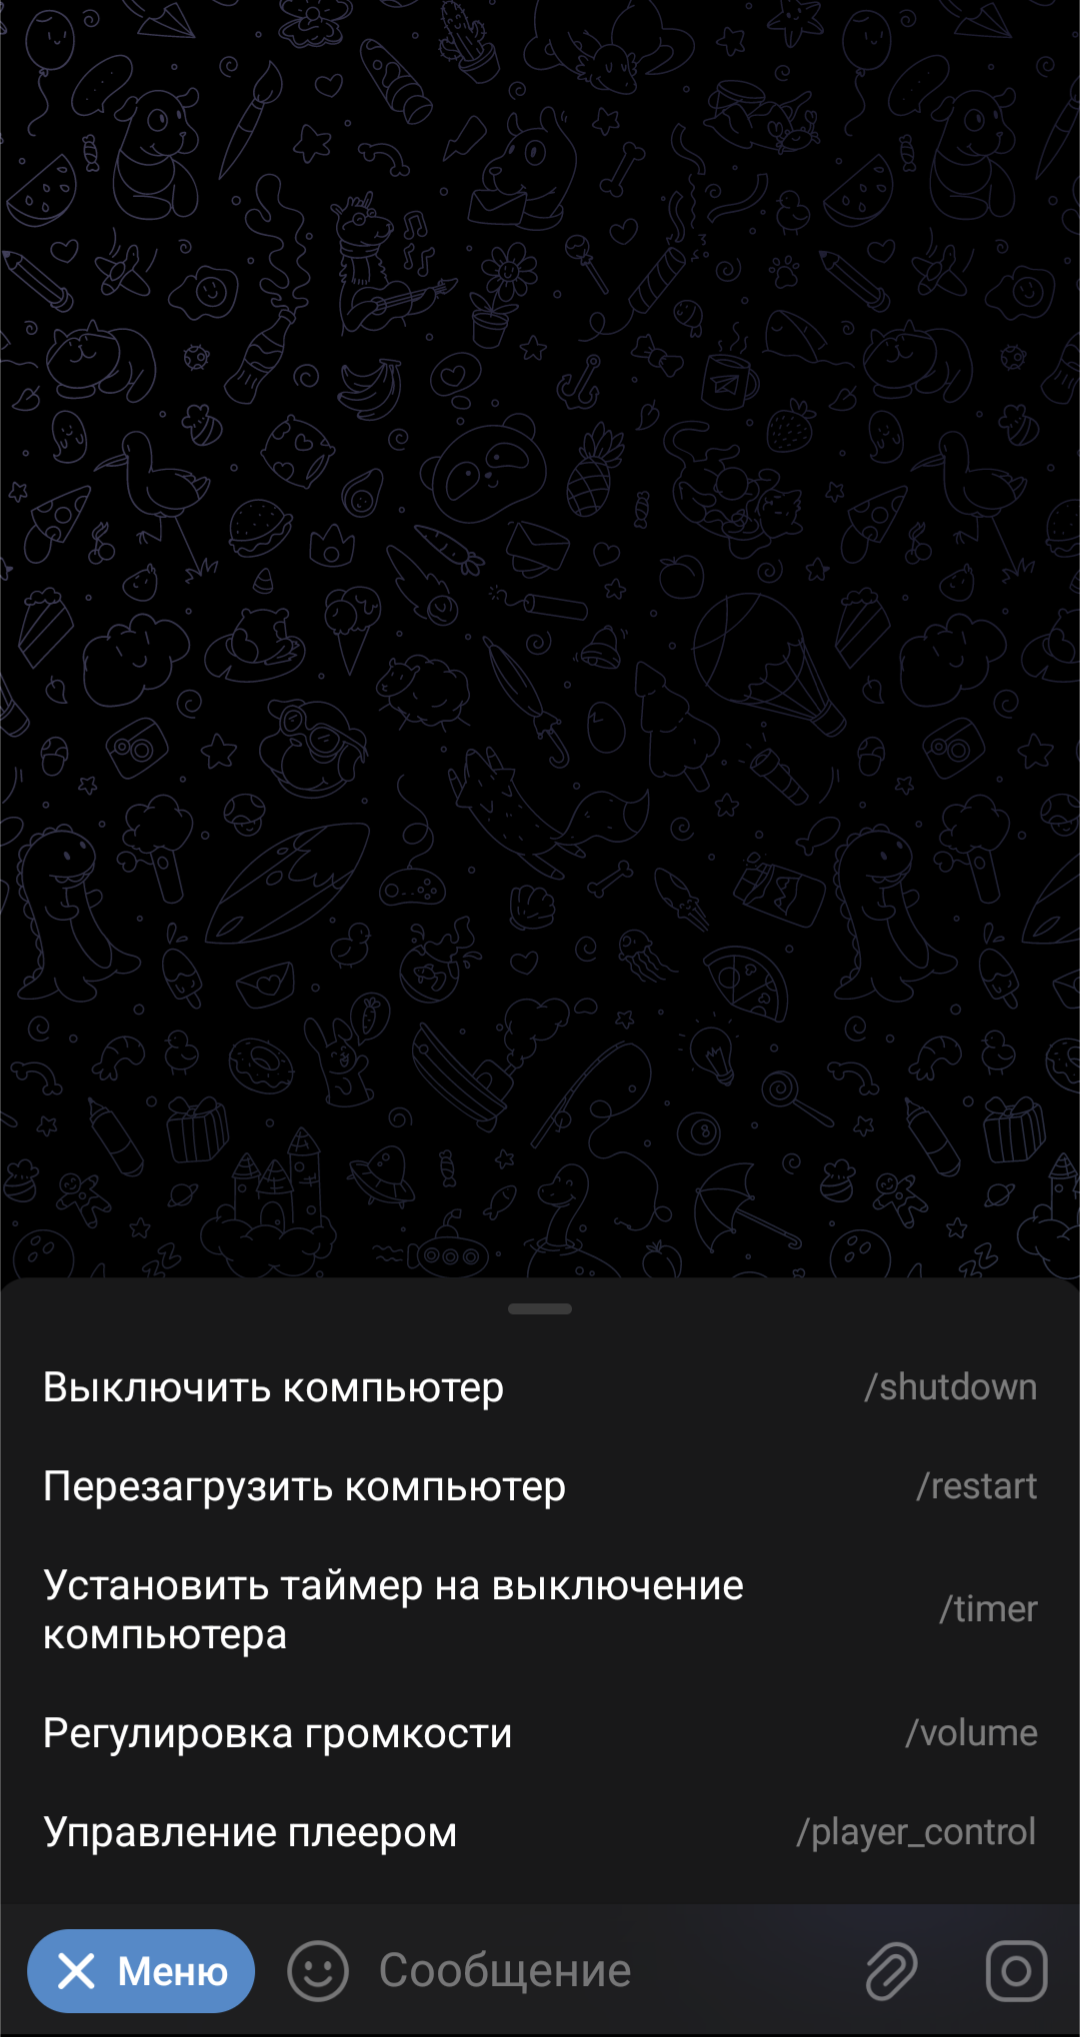 Выключить компьютер /shutdown
Перезагрузить компьютер /restart
Установить таймер на выключение
компьютера /timer
Регулировка громкости /volume
Управление плеером /player_control
Меню Сообщение